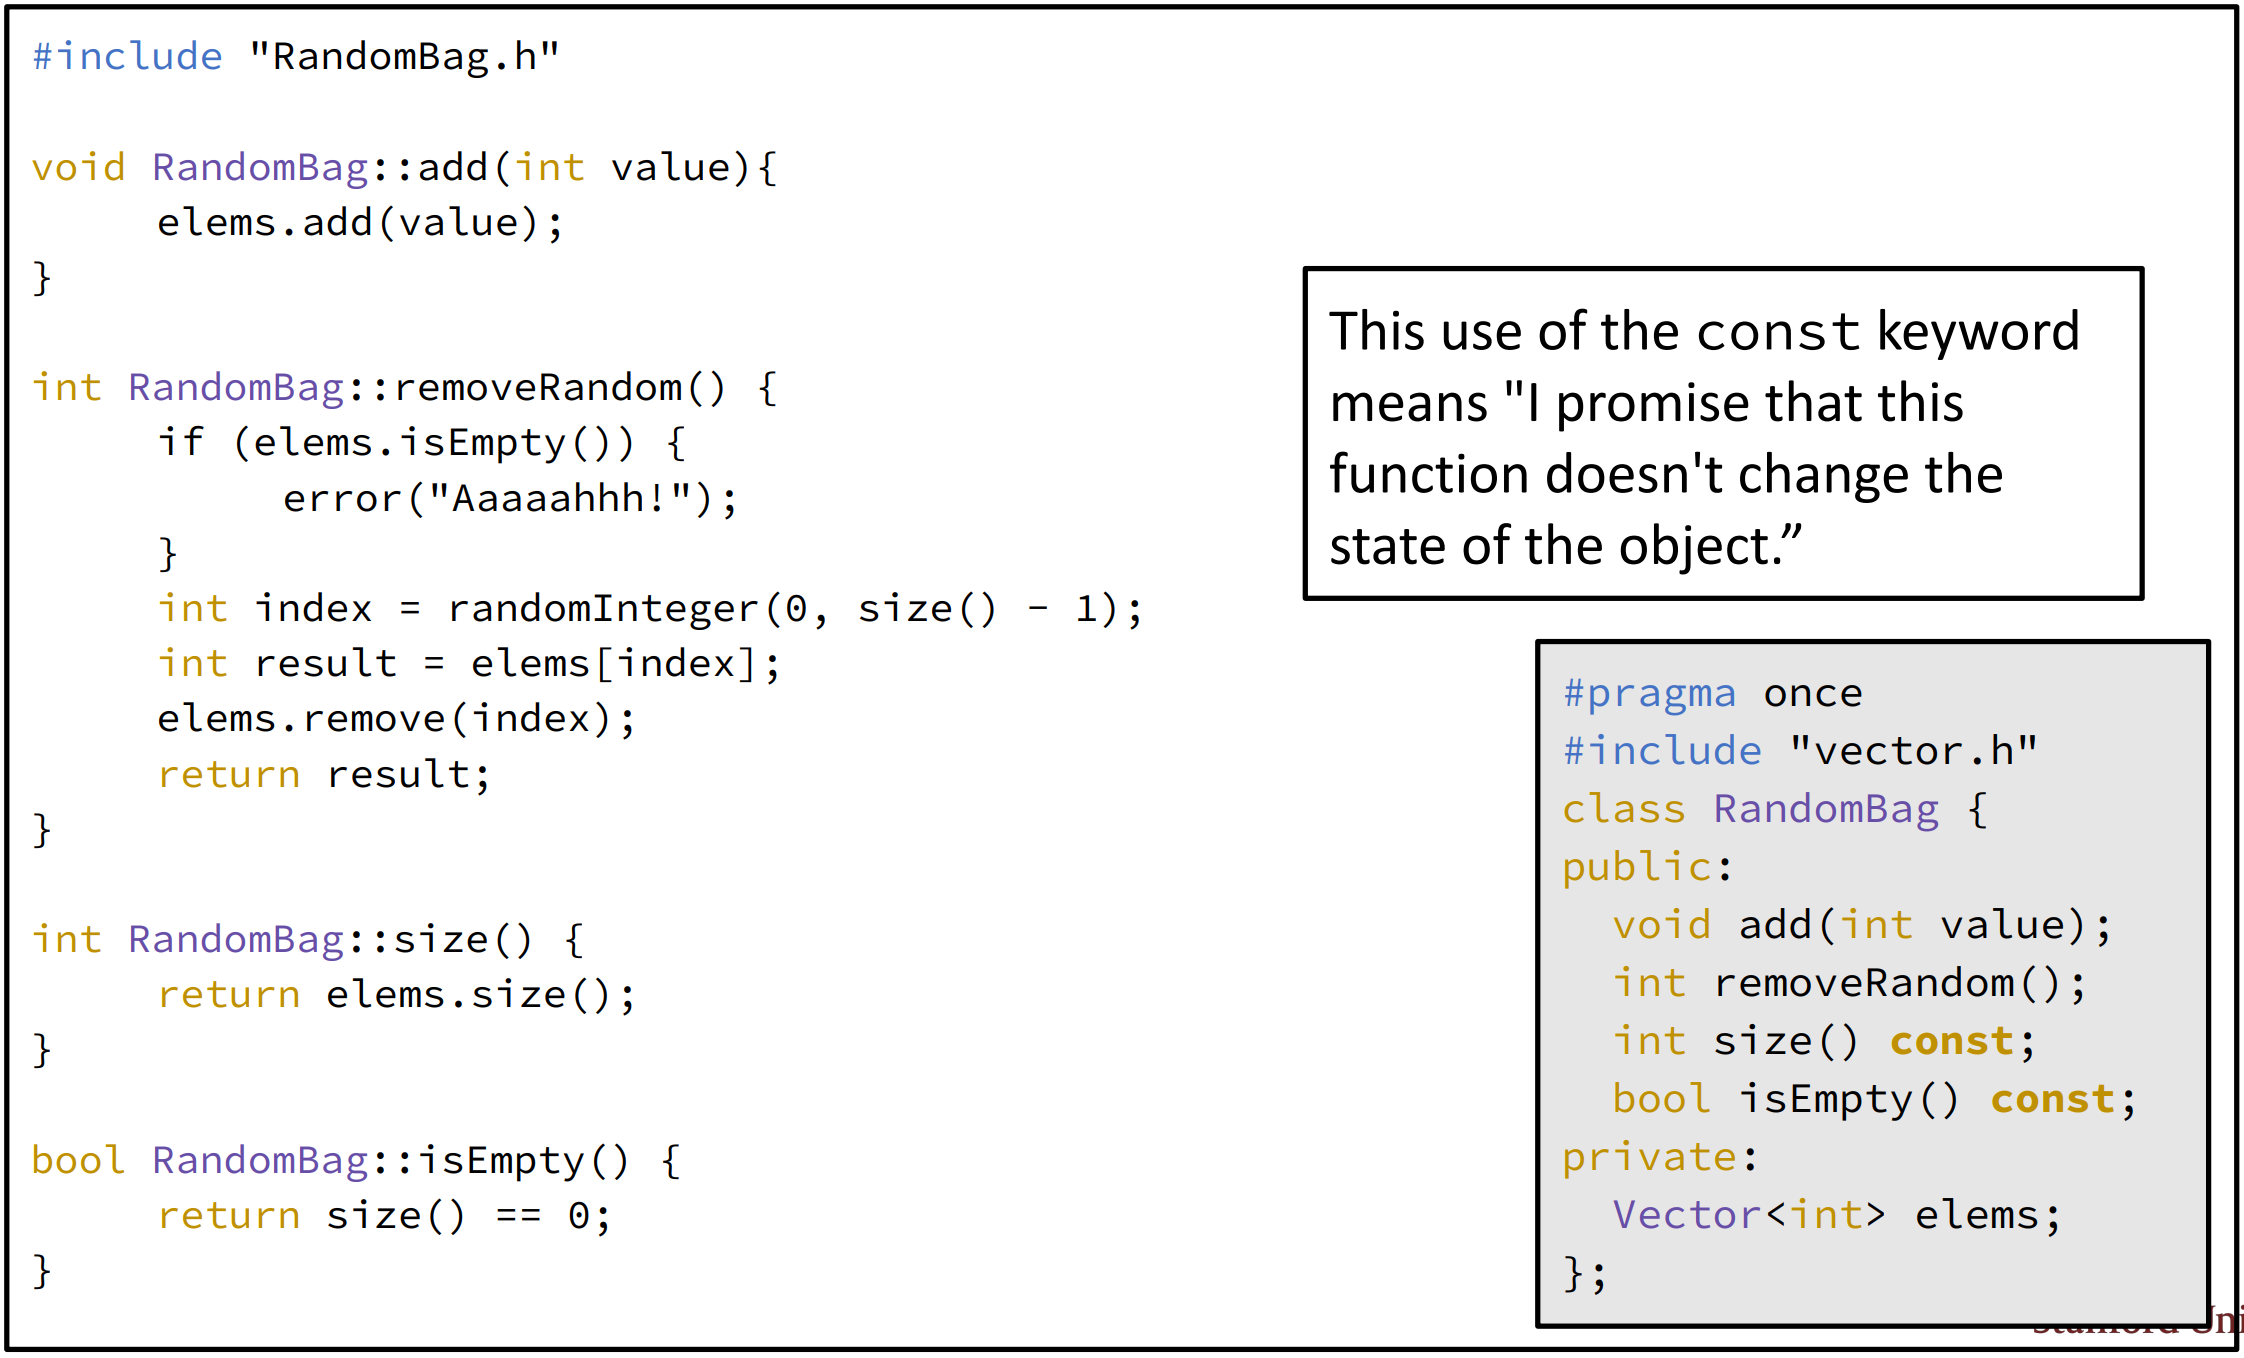 #include "RandomBag.h"
void RandomBag::add(int value){
elems.add(value);
}
int RandomBag::removeRandom() {
if (elems.isEmpty()) {
error("Aaaaahhh!");
}
int index = randomInteger(0, size() - 1);
int result = elems[index];
elems.remove(index);
return result;
}
int RandomBag::size() {
return elems.size();
}
bool RandomBag::isEmpty() {
return size() == 0;
}
This use of the const keyword
means "I promise that this
function doesn't change the
state of the object.”
#pragma once
#include "vector.h"
class RandomBag {
public:
void add(int value);
int removeRandom();
int size() const;
bool isEmpty() const;
private:
Vector<int> elems;
};